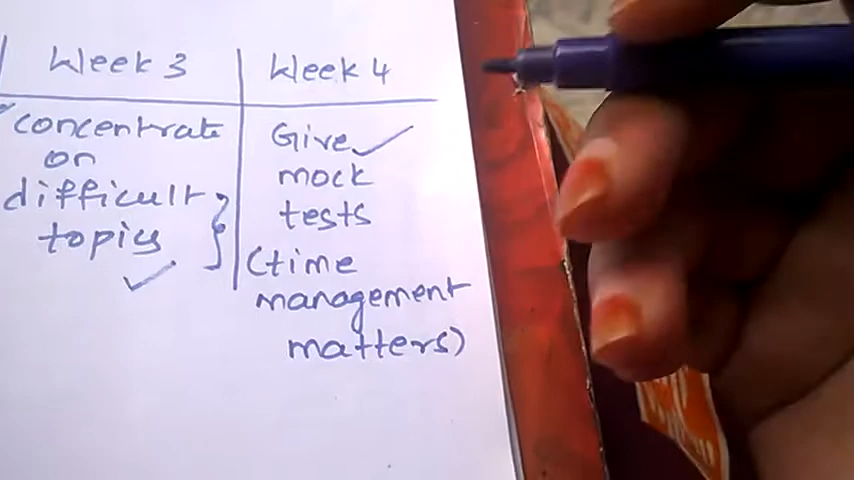 Week 3
concentrate
on
difficult
topics
Week 4
Give
mock
tests
(time
management
matters)